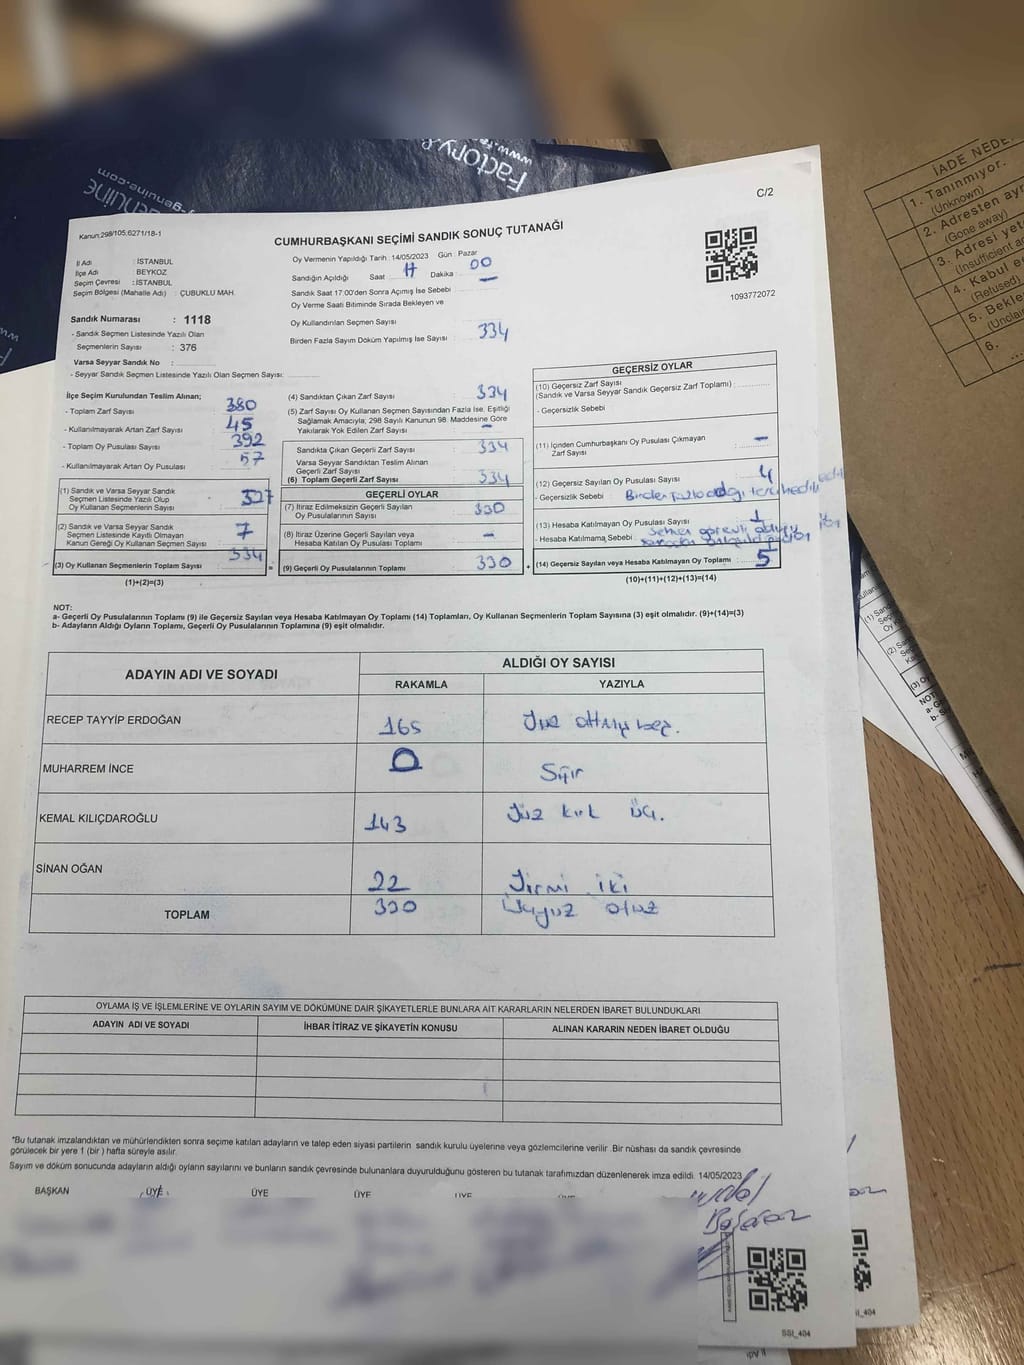 Factory.&
www.fe
enuine
y-genuine.com
İADE NEDE
1. Tanınmıyor.
(Unknown)
2. Adresten ayr
(Gone away)
3. Adresi yet
(Insufficient a
4. Kabul e
(Refused)
5. Bekle
(Unclai
6. ...
C/2
Kanun:298/105,6271/18-1
CUMHURBAŞKANI SEÇİMİ SANDIK SONUÇ TUTANAĞI
1093772072
İl Adı : İSTANBUL
İlçe Adı : BEYKOZ
Seçim Çevresi : İSTANBUL
Seçim Bölgesi (Mahalle Adı) : ÇUBUKLU MAH.
Oy Vermenin Yapıldığı Tarih : 14/05/2023 Gün : Pazar
Sandığın Açıldığı Saat : 17 Dakika : 00
Sandık Saat 17:00'den Sonra Açımış İse Sebebi : —
Oy Verme Saati Bitiminde Sırada Bekleyen ve
Oy Kullandırılan Seçmen Sayısı
Birden Fazla Sayım Döküm Yapılmış İse Sayısı : 334
Sandık Numarası : 1118
- Sandık Seçmen Listesinde Yazılı Olan
Seçmenlerin Sayısı : 376
Varsa Seyyar Sandık No :
- Seyyar Sandık Seçmen Listesinde Yazılı Olan Seçmen Sayısı:
İlçe Seçim Kurulundan Teslim Alınan;
- Toplam Zarf Sayısı : 380
- Kullanılmayarak Artan Zarf Sayısı : 45
- Toplam Oy Pusulası Sayısı : 392
- Kullanılmayarak Artan Oy Pusulası : 57
(1) Sandık ve Varsa Seyyar Sandık
Seçmen Listesinde Yazılı Olup
Oy Kullanan Seçmenlerin Sayısı : 327
(2) Sandık ve Varsa Seyyar Sandık
Seçmen Listesinde Kayıtlı Olmayan
Kanun Gereği Oy Kullanan Seçmen Sayısı : 7
(3) Oy Kullanan Seçmenlerin Toplam Sayısı : 334
(1)+(2)=(3)
(4) Sandıktan Çıkan Zarf Sayısı : 334
(5) Zarf Sayısı Oy Kullanan Seçmen Sayısından Fazla İse, Eşitliği
Sağlamak Amacıyla; 298 Sayılı Kanunun 98. Maddesine Göre
Yakılarak Yok Edilen Zarf Sayısı : —
Sandıkta Çıkan Geçerli Zarf Sayısı : 334
Varsa Seyyar Sandıktan Teslim Alınan
Geçerli Zarf Sayısı
(6) Toplam Geçerli Zarf Sayısı : 334
GEÇERLİ OYLAR
(7) İtiraz Edilmeksizin Geçerli Sayılan
Oy Pusulalarının Sayısı : 330
(8) İtiraz Üzerine Geçerli Sayılan veya
Hesaba Katılan Oy Pusulası Toplamı : —
= (9) Geçerli Oy Pusulalarının Toplamı : 330 +
GEÇERSİZ OYLAR
(10) Geçersiz Zarf Sayısı
(Sandık ve Varsa Seyyar Sandık Geçersiz Zarf Toplamı) :
- Geçersizlik Sebebi
(11) İçinden Cumhurbaşkanı Oy Pusulası Çıkmayan
Zarf Sayısı : —
(12) Geçersiz Sayılan Oy Pusulası Sayısı : 4
- Geçersizlik Sebebi : Birden fazla adayı tercih
(13) Hesaba Katılmayan Oy Pusulası Sayısı : 1
- Hesaba Katılmama Sebebi :
(14) Geçersiz Sayılan veya Hesaba Katılmayan Oy Toplamı : 5
(10)+(11)+(12)+(13)=(14)
NOT:
a- Geçerli Oy Pusulalarının Toplamı (9) ile Geçersiz Sayılan veya Hesaba Katılmayan Oy Toplamı (14) Toplamları, Oy Kullanan Seçmenlerin Toplam Sayısına (3) eşit olmalıdır. (9)+(14)=(3)
b- Adayların Aldığı Oyların Toplamı, Geçerli Oy Pusulalarının Toplamına (9) eşit olmalıdır.
ADAYIN ADI VE SOYADI ALDIĞI OY SAYISI
RAKAMLA YAZIYLA
RECEP TAYYİP ERDOĞAN 165 Yüz altmış beş.
MUHARREM İNCE 0 Sıfır
KEMAL KILIÇDAROĞLU 143 Yüz kırk üç.
SİNAN OĞAN 22 Yirmi iki
TOPLAM 330 Üçyüz otuz
OYLAMA İŞ VE İŞLEMLERİNE VE OYLARIN SAYIM VE DÖKÜMÜNE DAİR ŞİKAYETLERLE BUNLARA AİT KARARLARIN NELERDEN İBARET BULUNDUKLARI
ADAYIN ADI VE SOYADI İHBAR İTİRAZ VE ŞİKAYETİN KONUSU ALINAN KARARIN NEDEN İBARET OLDUĞU
*Bu tutanak imzalandıktan ve mühürlendikten sonra seçime katılan adayların ve talep eden siyasi partilerin sandık kurulu üyelerine veya gözlemcilerine verilir. Bir nüshası da sandık çevresinde
görülecek bir yere 1 (bir ) hafta süreyle asılır.
Sayım ve döküm sonucunda adayların aldığı oyların sayılarını ve bunların sandık çevresinde bulunanlara duyurulduğunu gösteren bu tutanak tarafımızdan düzenlenerek imza edildi. 14/05/2023
BAŞKAN ÜYE ÜYE ÜYE ÜYE ÜYE
SSI_404